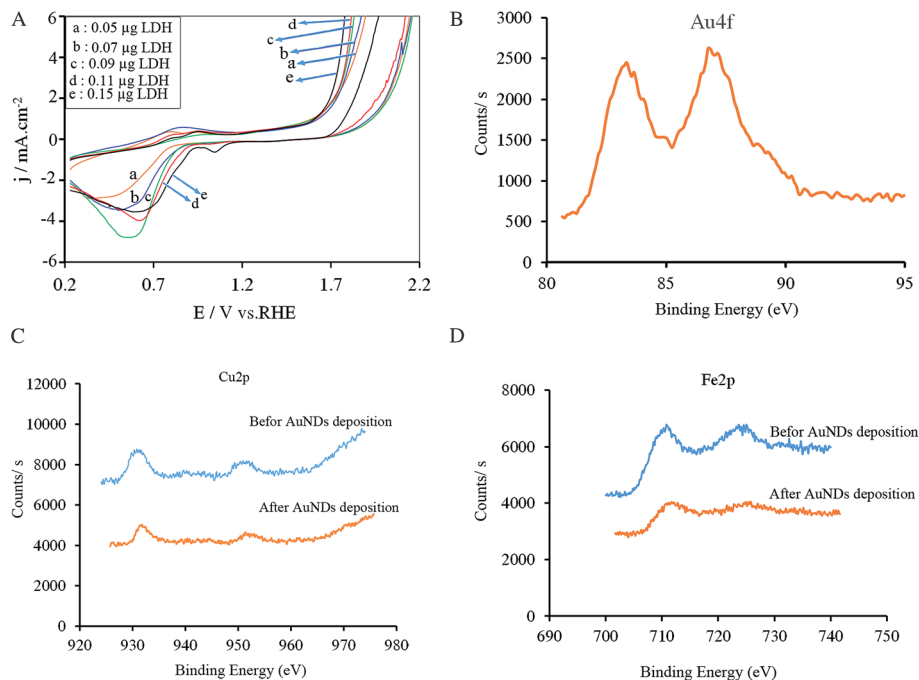 A
a : 0.05 µg LDH
b : 0.07 µg LDH
c : 0.09 µg LDH
d : 0.11 µg LDH
e : 0.15 µg LDH
d
c
b
a
e
a
b c
d
e
6
4
2
0
-2
-4
-6
0.2 0.7 1.2 1.7 2.2
j / mA.cm-2
E / V vs.RHE
B
Au4f
3000
2500
2000
1500
1000
500
0
80 85 90 95
Counts/ s
Binding Energy (eV)
C
Cu2p
12000
10000
8000
6000
4000
2000
0
920 930 940 950 960 970 980
Befor AuNDs deposition
After AuNDs deposition
Counts/ s
Binding Energy (eV)
D
Fe2p
8000
6000
4000
2000
0
690 700 710 720 730 740 750
Befor AuNDs deposition
After AuNDs deposition
Counts/ s
Binding Energy (eV)